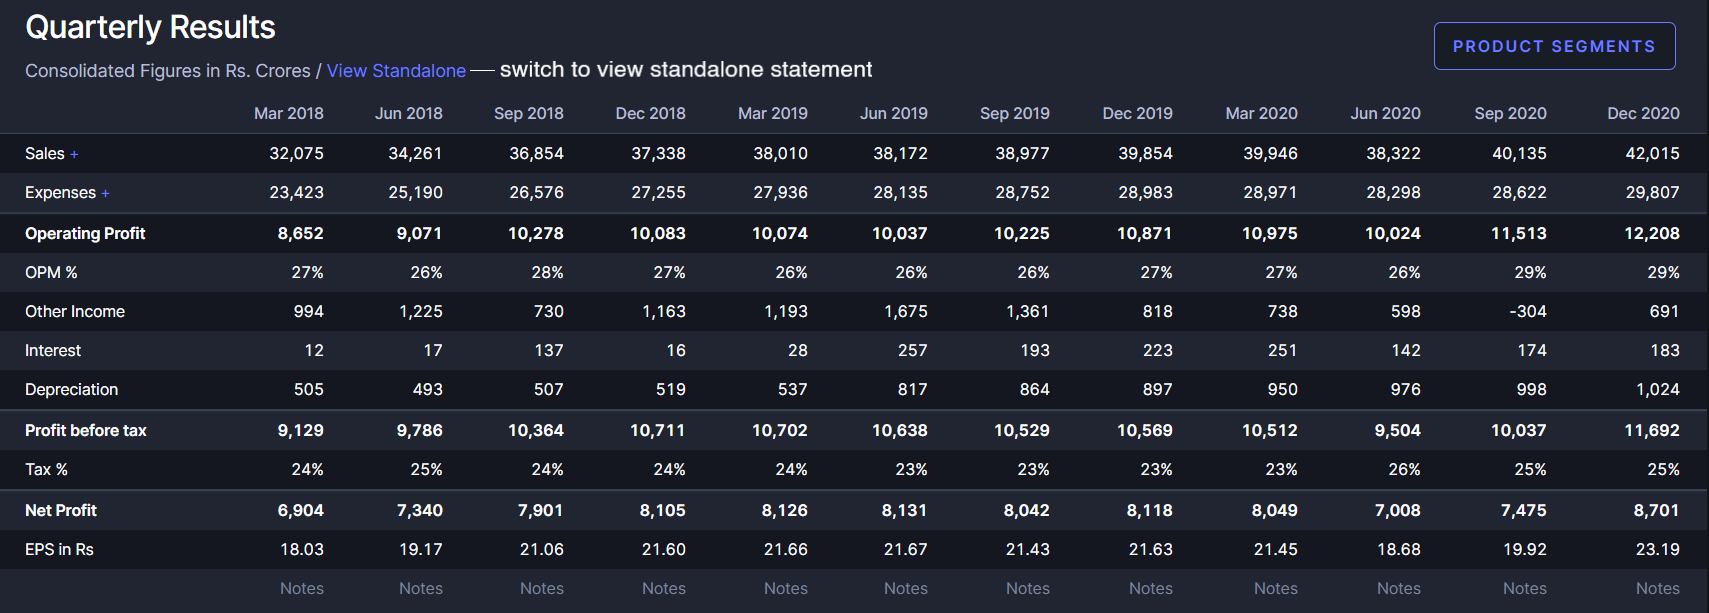 Quarterly Results
PRODUCT SEGMENTS
Consolidated Figures in Rs. Crores / View Standalone — switch to view standalone statement
Mar 2018 Jun 2018 Sep 2018 Dec 2018 Mar 2019 Jun 2019 Sep 2019 Dec 2019 Mar 2020 Jun 2020 Sep 2020 Dec 2020
Sales + 32,075 34,261 36,854 37,338 38,010 38,172 38,977 39,854 39,946 38,322 40,135 42,015
Expenses + 23,423 25,190 26,576 27,255 27,936 28,135 28,752 28,983 28,971 28,298 28,622 29,807
Operating Profit 8,652 9,071 10,278 10,083 10,074 10,037 10,225 10,871 10,975 10,024 11,513 12,208
OPM % 27% 26% 28% 27% 26% 26% 26% 27% 27% 26% 29% 29%
Other Income 994 1,225 730 1,163 1,193 1,675 1,361 818 738 598 -304 691
Interest 12 17 137 16 28 257 193 223 251 142 174 183
Depreciation 505 493 507 519 537 817 864 897 950 976 998 1,024
Profit before tax 9,129 9,786 10,364 10,711 10,702 10,638 10,529 10,569 10,512 9,504 10,037 11,692
Tax % 24% 25% 24% 24% 24% 23% 23% 23% 23% 26% 25% 25%
Net Profit 6,904 7,340 7,901 8,105 8,126 8,131 8,042 8,118 8,049 7,008 7,475 8,701
EPS in Rs 18.03 19.17 21.06 21.60 21.66 21.67 21.43 21.63 21.45 18.68 19.92 23.19
Notes Notes Notes Notes Notes Notes Notes Notes Notes Notes Notes Notes